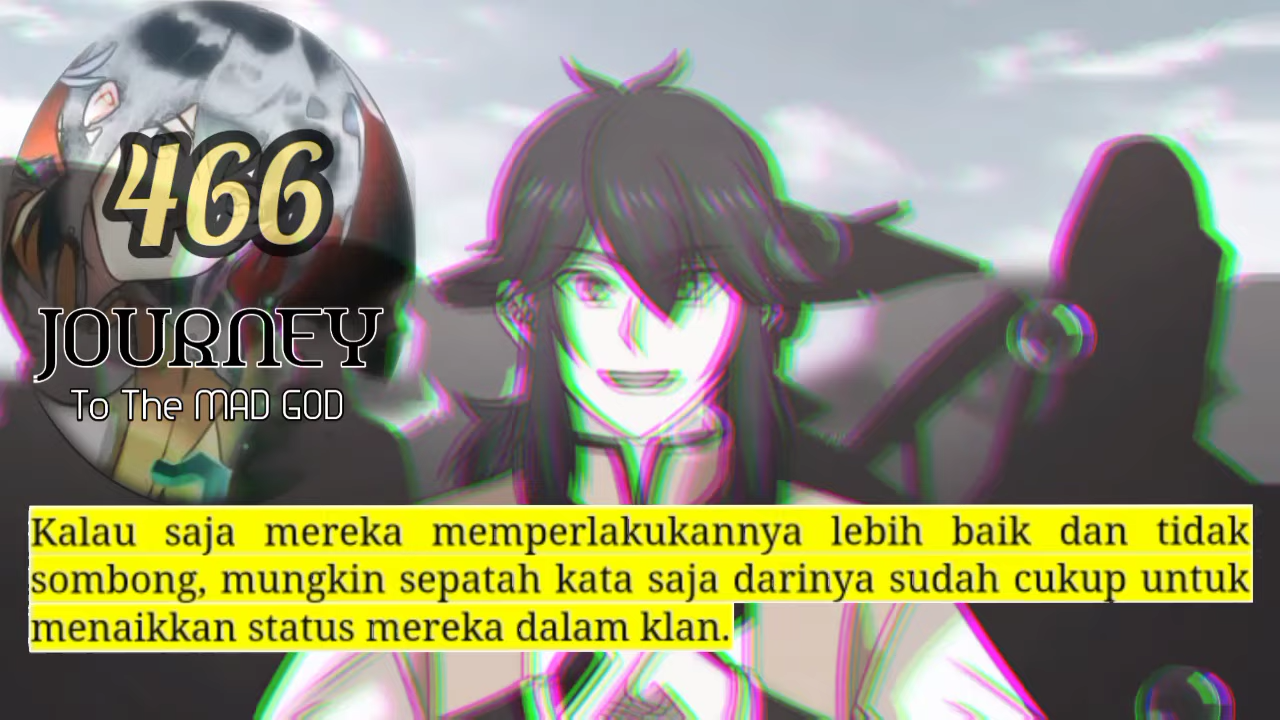 466
JOURNEY
To The MAD GOD
Kalau saja mereka memperlakukannya lebih baik dan tidak
sombong, mungkin sepatah kata saja darinya sudah cukup untuk
menaikkan status mereka dalam klan.